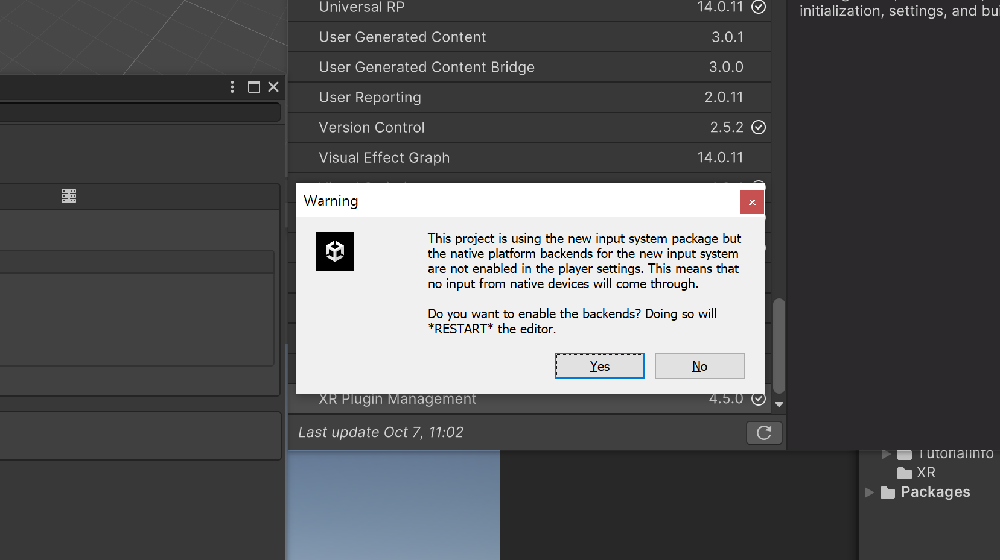 Universal RP 14.0.11
initialization, settings, and bu
User Generated Content 3.0.1
User Generated Content Bridge 3.0.0
User Reporting 2.0.11
Version Control 2.5.2
Visual Effect Graph 14.0.11
Warning
This project is using the new input system package but
the native platform backends for the new input system
are not enabled in the player settings. This means that
no input from native devices will come through.
Do you want to enable the backends? Doing so will
*RESTART* the editor.
Yes No
XR Plugin Management 4.5.0
Last update Oct 7, 11:02
TutorialInfo
XR
Packages